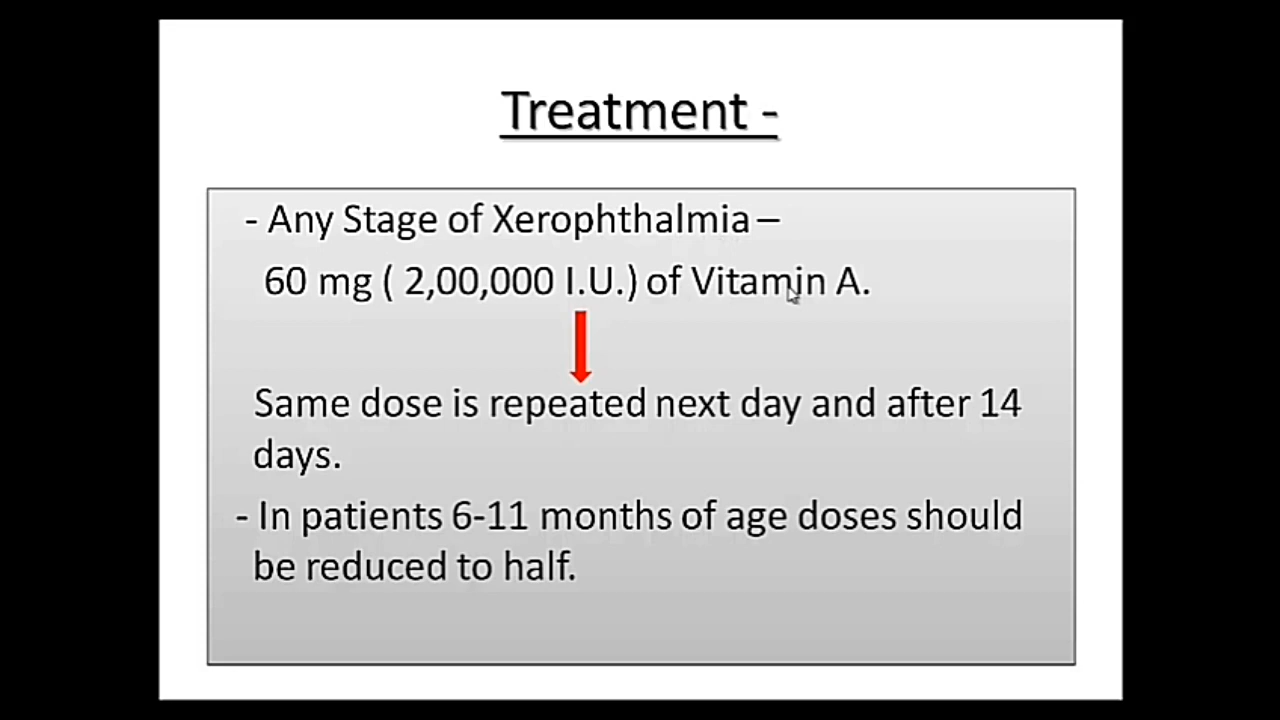 Treatment -
- Any Stage of Xerophthalmia –
60 mg ( 2,00,000 I.U.) of Vitamin A.
Same dose is repeated next day and after 14
days.
- In patients 6-11 months of age doses should
be reduced to half.